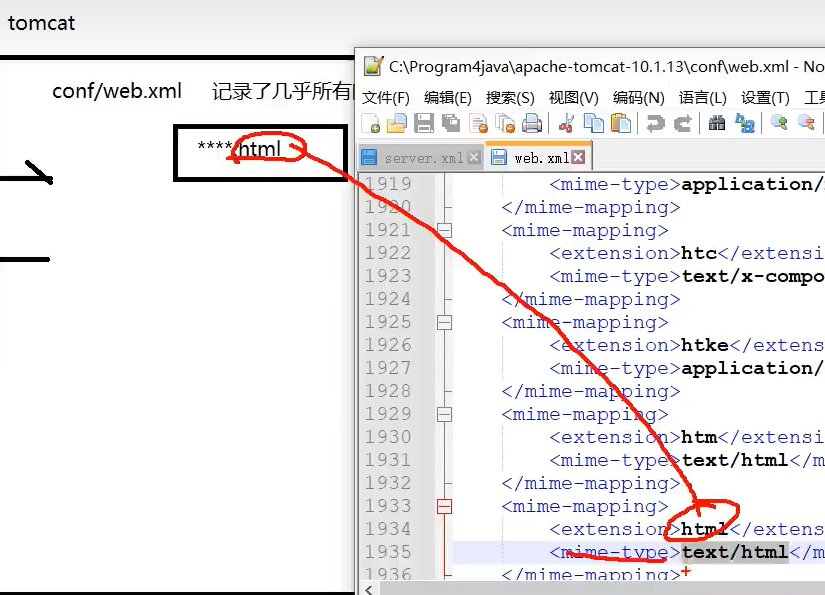 tomcat
conf/web.xml 记录了几乎所有
****.html
C:\Program4java\apache-tomcat-10.1.13\conf\web.xml - No
文件(F) 编辑(E) 搜索(S) 视图(V) 编码(N) 语言(L) 设置(T) 工
server.xml web.xml
1919 <mime-type>application/
1920 </mime-mapping>
1921 <mime-mapping>
1922 <extension>htc</extensi
1923 <mime-type>text/x-compo
1924 </mime-mapping>
1925 <mime-mapping>
1926 <extension>htke</extens
1927 <mime-type>application/
1928 </mime-mapping>
1929 <mime-mapping>
1930 <extension>htm</extensi
1931 <mime-type>text/html</m
1932 </mime-mapping>
1933 <mime-mapping>
1934 <extension>html</extens
1935 <mime-type>text/html</m
1936 </mime-mapping>